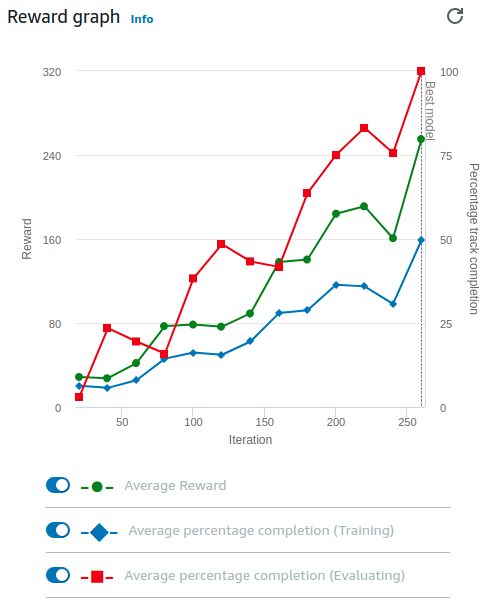 Reward graph Info
320 100
Best model
240 75
Reward
Percentage track completion
160 50
80 25
0 0
50 100 150 200 250
Iteration
Average Reward
Average percentage completion (Training)
Average percentage completion (Evaluating)